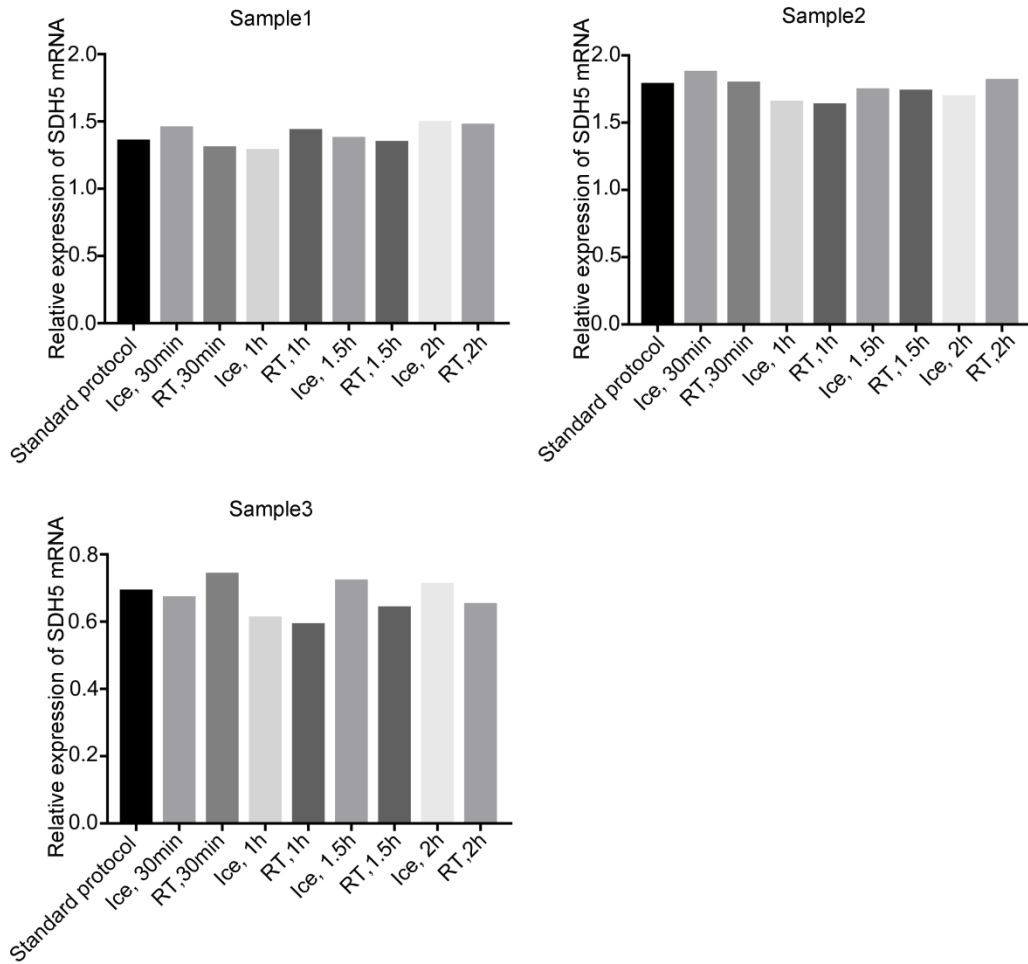 Sample1
Relative expression of SDH5 mRNA
2.0
1.5
1.0
0.5
0.0
Standard protocol
Ice, 30min
RT,30min
Ice, 1h
RT,1h
Ice, 1.5h
RT,1.5h
Ice, 2h
RT,2h
Sample2
Relative expression of SDH5 mRNA
2.0
1.5
1.0
0.5
0.0
Standard protocol
Ice, 30min
RT,30min
Ice, 1h
RT,1h
Ice, 1.5h
RT,1.5h
Ice, 2h
RT,2h
Sample3
Relative expression of SDH5 mRNA
0.8
0.6
0.4
0.2
0.0
Standard protocol
Ice, 30min
RT,30min
Ice, 1h
RT,1h
Ice, 1.5h
RT,1.5h
Ice, 2h
RT,2h